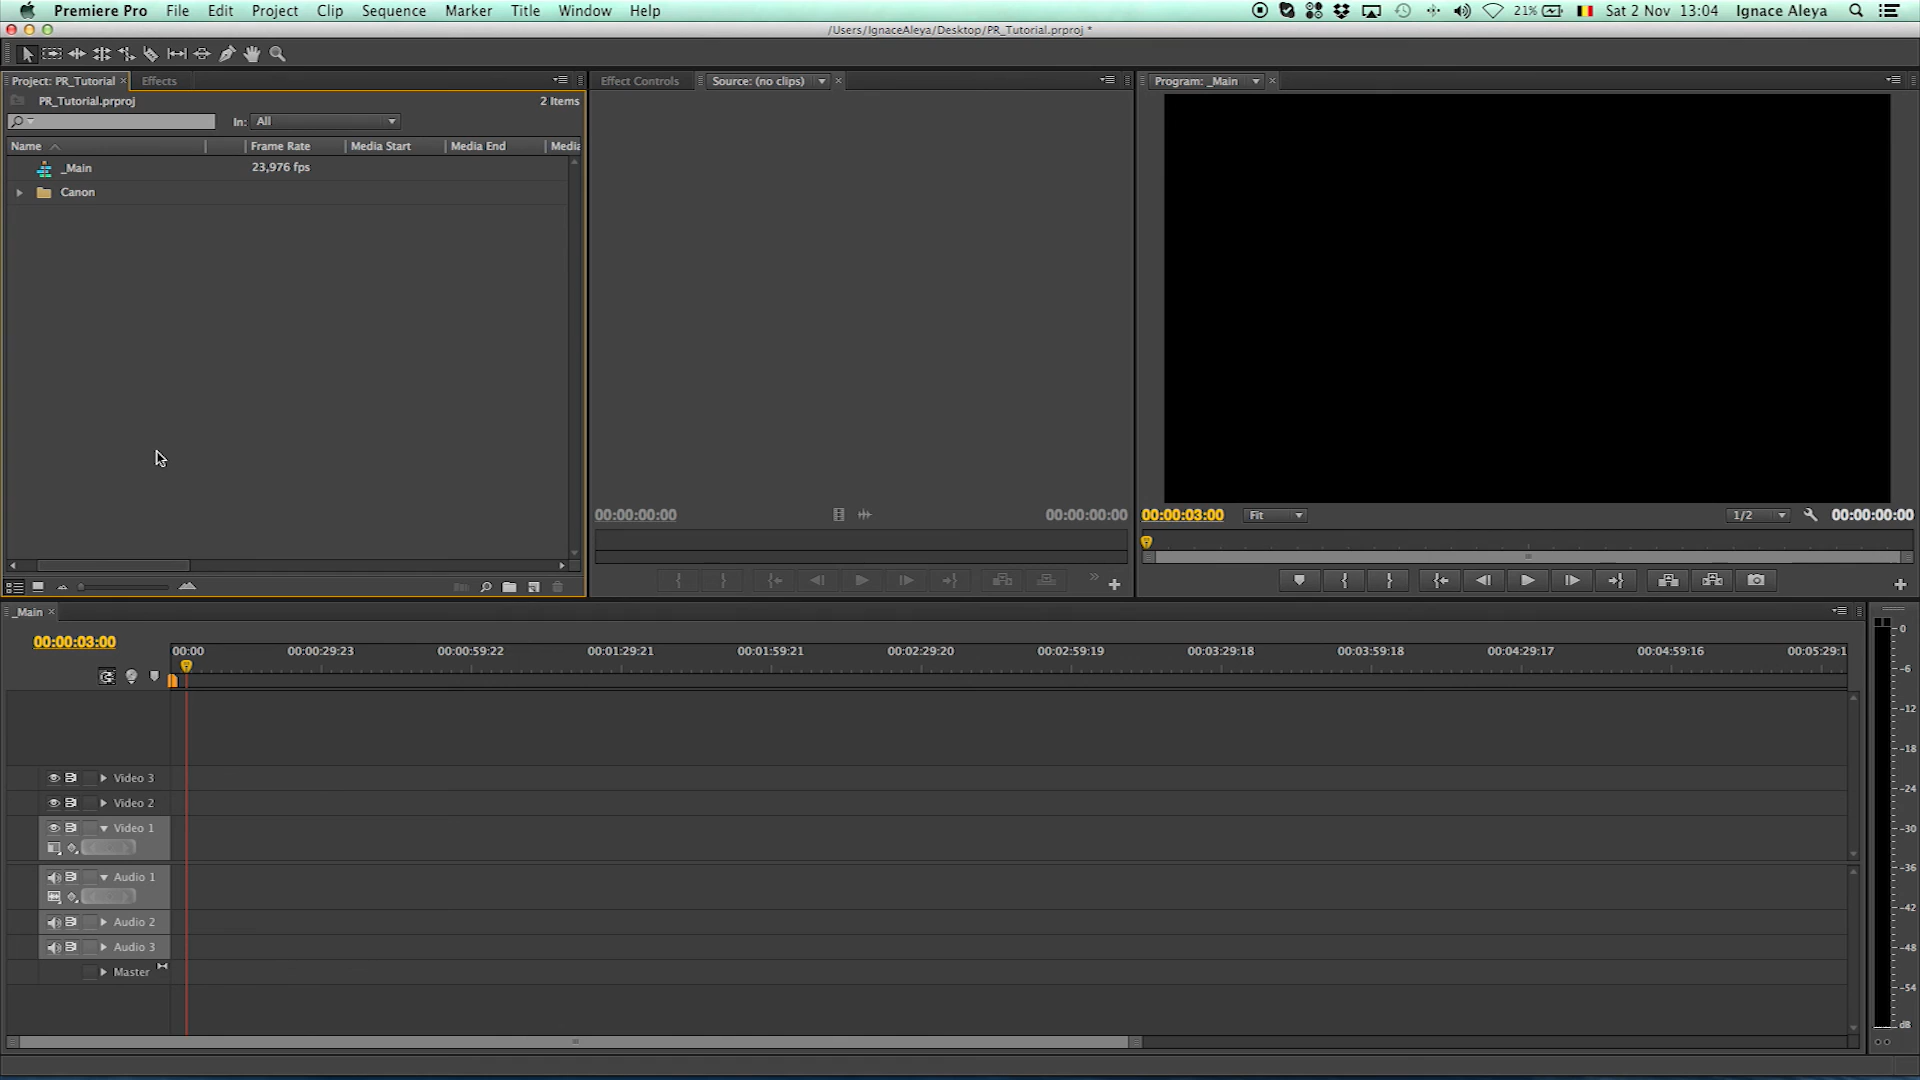 Premiere Pro File Edit Project Clip Sequence Marker Title Window Help 21% Sat 2 Nov 13:04 Ignace Aleya
/Users/IgnaceAleya/Desktop/PR_Tutorial.prproj *
Project: PR_Tutorial × Effects
Effect Controls Source: (no clips) ×
Program: _Main ×
PR_Tutorial.prproj 2 Items
In: All
Name Frame Rate Media Start Media End Media
_Main 23,976 fps
Canon
00:00:00:00 00:00:00:00
00:00:03:00 Fit 1/2 00:00:00:00
_Main ×
00:00:03:00
00:00 00:00:29:23 00:00:59:22 00:01:29:21 00:01:59:21 00:02:29:20 00:02:59:19 00:03:29:18 00:03:59:18 00:04:29:17 00:04:59:16 00:05:29:1
Video 3
Video 2
Video 1
Audio 1
Audio 2
Audio 3
Master
0
-6
-12
-18
-24
-30
-36
-42
-48
-54
dB